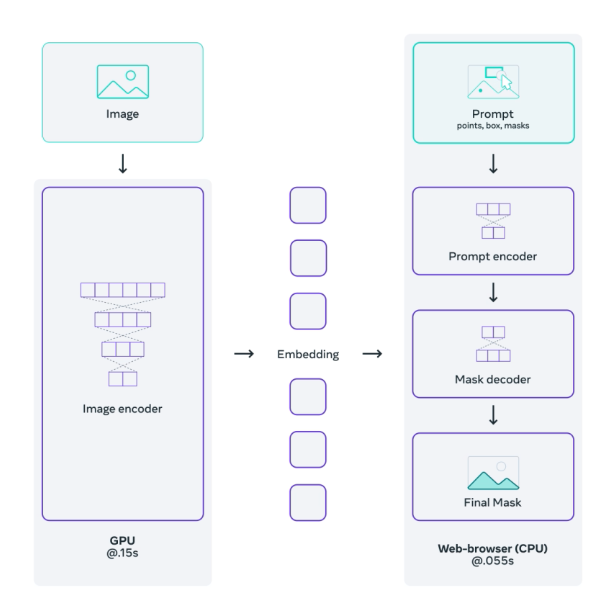 Image
Image encoder
GPU
@.15s
Embedding
Prompt
points, box, masks
Prompt encoder
Mask decoder
Final Mask
Web-browser (CPU)
@.055s